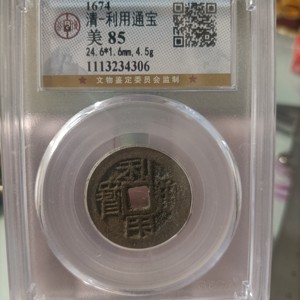 1674
清-利用通宝
美 85
24.6*1.6mm,4.5g
1113234306
文物鉴定委员会监制
利用通寳